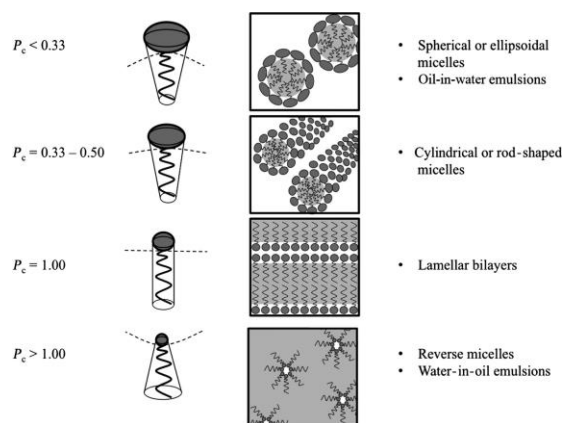 P_c < 0.33
• Spherical or ellipsoidal
micelles
• Oil-in-water emulsions
P_c = 0.33 – 0.50
• Cylindrical or rod-shaped
micelles
P_c = 1.00
• Lamellar bilayers
P_c > 1.00
• Reverse micelles
• Water-in-oil emulsions